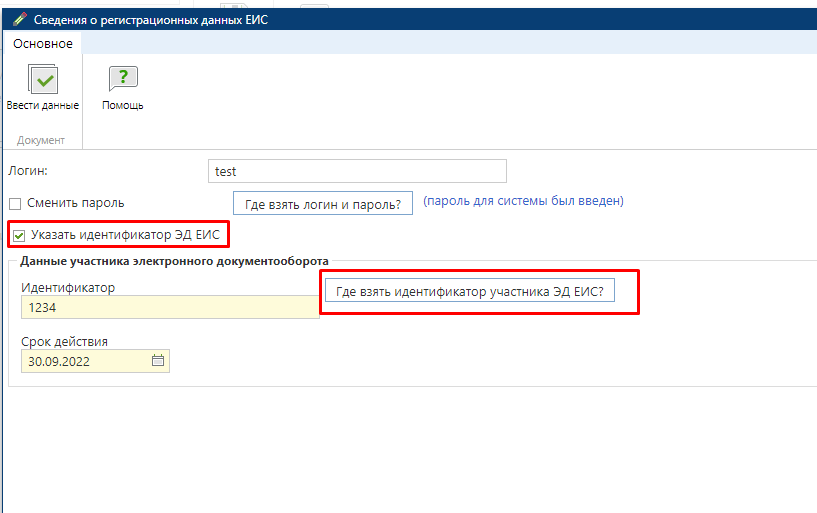 Сведения о регистрационных данных ЕИС
Основное
Ввести данные
Помощь
Документ
Логин:
test
Сменить пароль
Где взять логин и пароль?
(пароль для системы был введен)
Указать идентификатор ЭД ЕИС
Данные участника электронного документооборота
Идентификатор
Где взять идентификатор участника ЭД ЕИС?
1234
Срок действия
30.09.2022